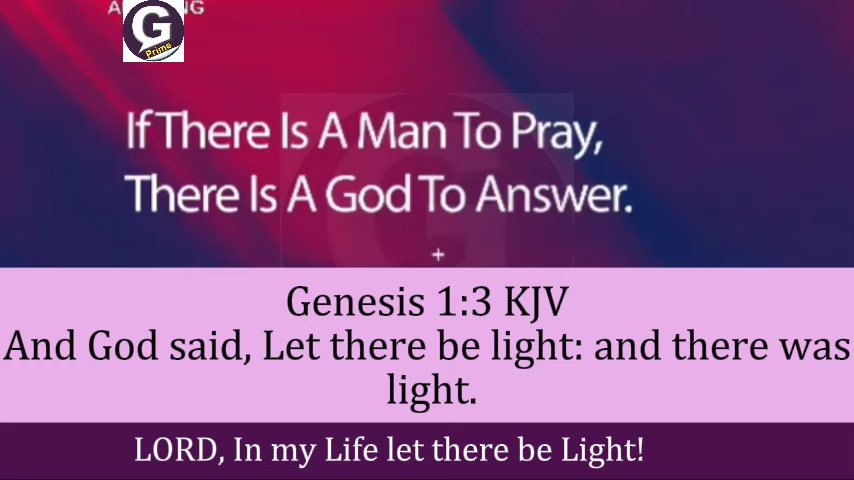 G
Prime
If There Is A Man To Pray,
There Is A God To Answer.
Genesis 1:3 KJV
And God said, Let there be light: and there was
light.
LORD, In my Life let there be Light!